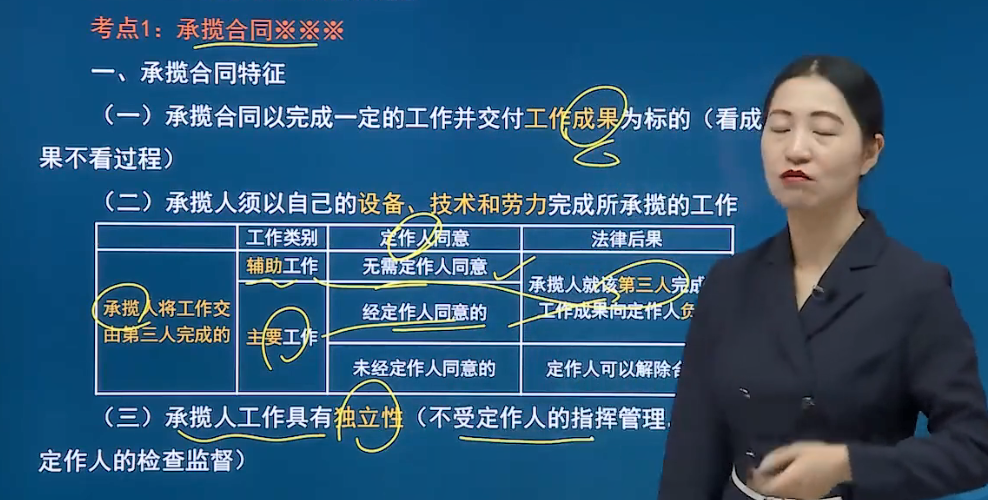 考点1：承揽合同※※※
一、承揽合同特征
（一）承揽合同以完成一定的工作并交付工作成果为标的（看成
果不看过程）
（二）承揽人须以自己的设备、技术和劳力完成所承揽的工作
工作类别 定作人同意 法律后果
承揽人将工作交
由第三人完成的
辅助工作 无需定作人同意
主要工作 经定作人同意的
承揽人就该第三人完成
工作成果向定作人负
未经定作人同意的 定作人可以解除
（三）承揽人工作具有独立性（不受定作人的指挥管理
定作人的检查监督）